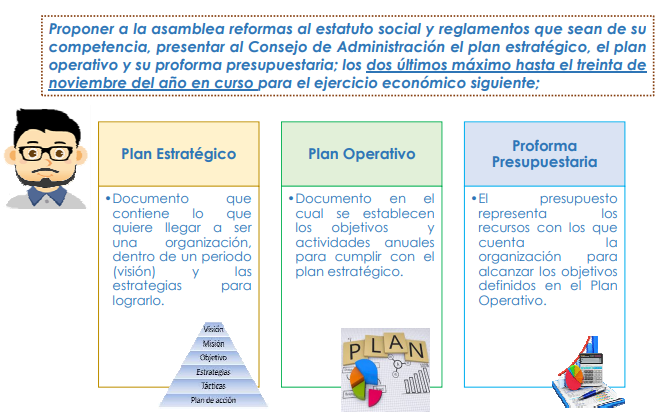 Proponer a la asamblea reformas al estatuto social y reglamentos que sean de su
competencia, presentar al Consejo de Administración el plan estratégico, el plan
operativo y su proforma presupuestaria; los dos últimos máximo hasta el treinta de
noviembre del año en curso para el ejercicio económico siguiente;
Plan Estratégico
•Documento que
contiene lo que
quiere llegar a ser
una organización,
dentro de un periodo
(visión) y las
estrategias para
lograrlo.
Visión
Misión
Objetivo
Estrategias
Tácticas
Plan de acción
Plan Operativo
•Documento en el
cual se establecen
los objetivos y
actividades anuales
para cumplir con el
plan estratégico.
PLAN
Proforma
Presupuestaria
•El presupuesto
representa los
recursos con los que
cuenta la
organización para
alcanzar los objetivos
definidos en el Plan
Operativo.